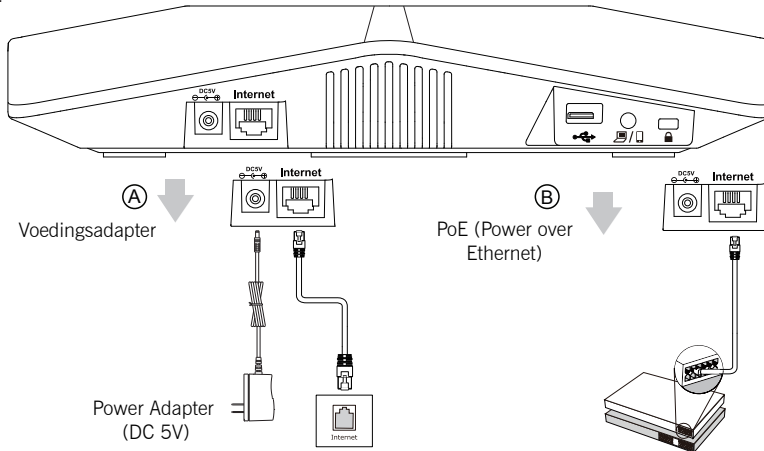 DC5V
Internet
DC5V
Internet
A
Voedingsadapter
B
PoE (Power over
Ethernet)
DC5V
Internet
Power Adapter
(DC 5V)
Internet